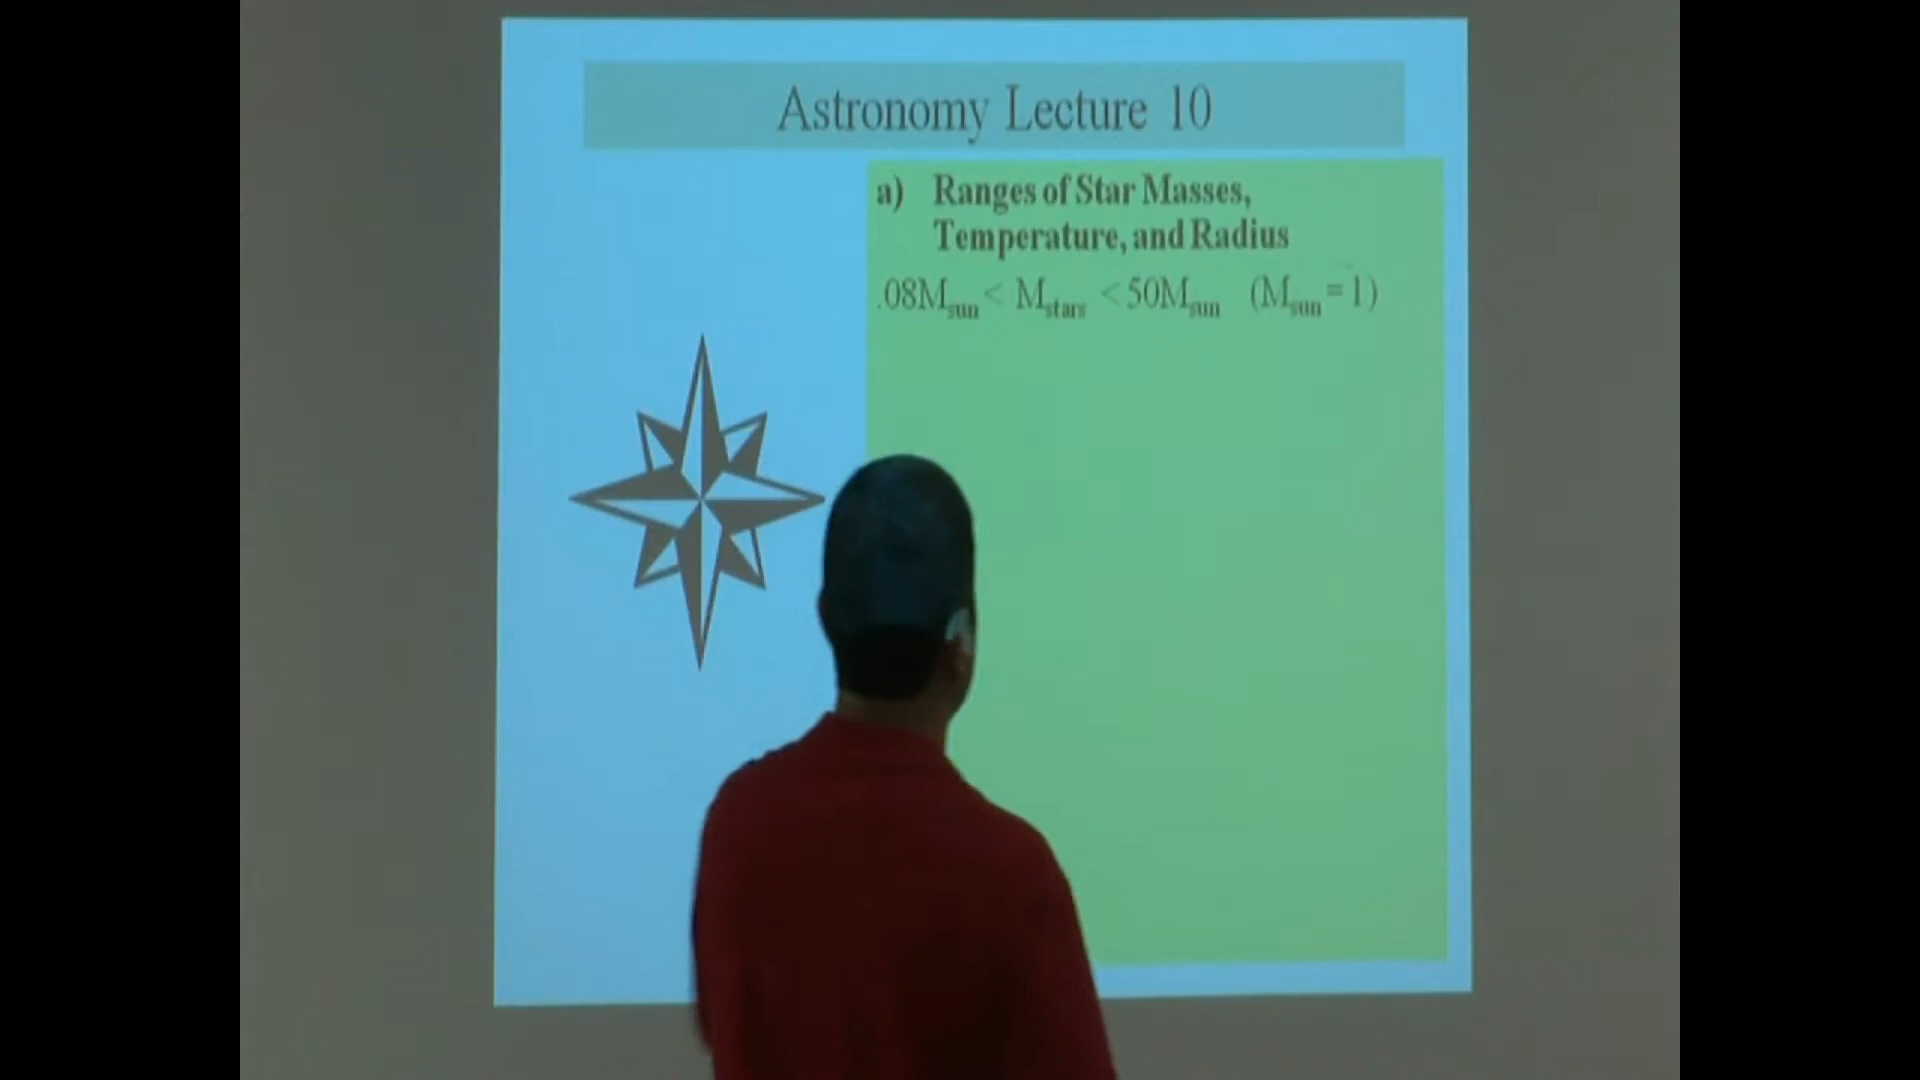 Astronomy Lecture 10
a) Ranges of Star Masses,
Temperature, and Radius
.08Msun < Mstars < 50Msun (Msun = 1)